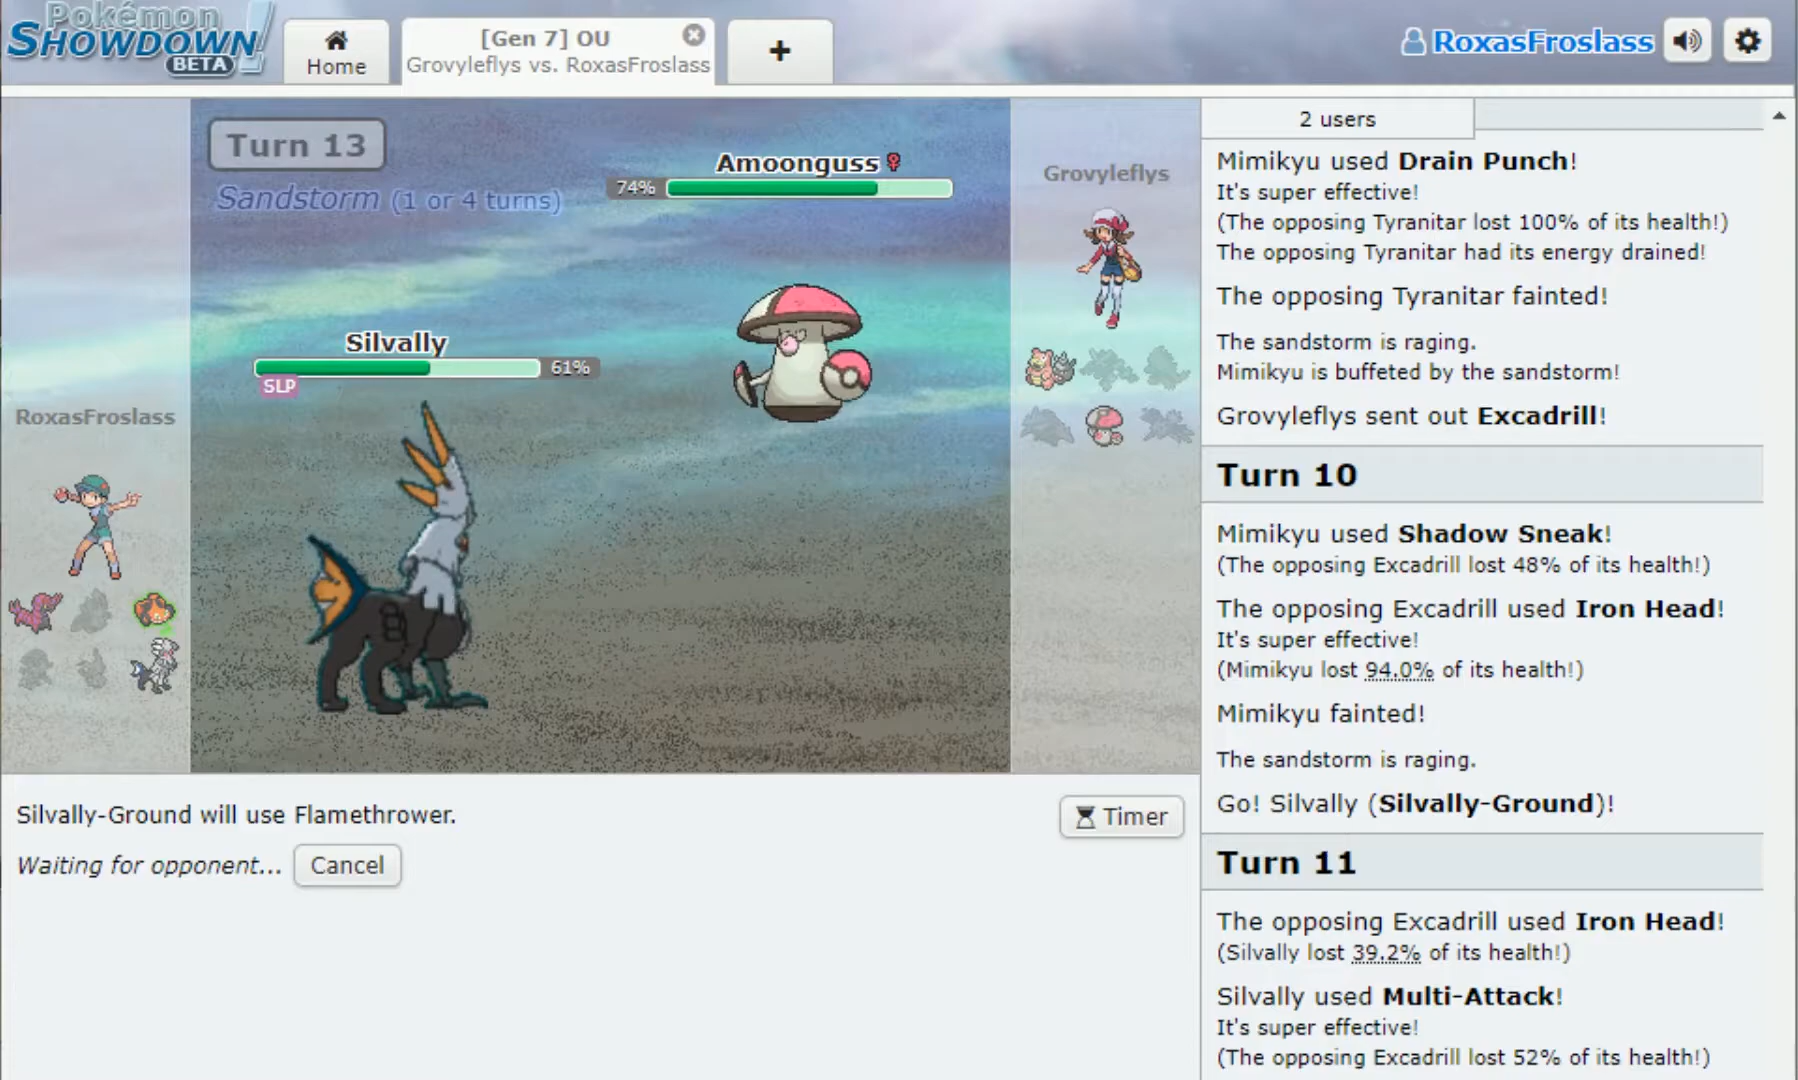 Pokémon
SHOWDOWN!
BETA
Home
[Gen 7] OU
Grovyleflys vs. RoxasFroslass
+
RoxasFroslass
Turn 13
Sandstorm (1 or 4 turns)
Amoonguss ♀
74%
Silvally
61%
SLP
RoxasFroslass
Grovyleflys
Silvally-Ground will use Flamethrower.
Waiting for opponent... Cancel
Timer
2 users
Mimikyu used Drain Punch!
It's super effective!
(The opposing Tyranitar lost 100% of its health!)
The opposing Tyranitar had its energy drained!
The opposing Tyranitar fainted!
The sandstorm is raging.
Mimikyu is buffeted by the sandstorm!
Grovyleflys sent out Excadrill!
Turn 10
Mimikyu used Shadow Sneak!
(The opposing Excadrill lost 48% of its health!)
The opposing Excadrill used Iron Head!
It's super effective!
(Mimikyu lost 94.0% of its health!)
Mimikyu fainted!
The sandstorm is raging.
Go! Silvally (Silvally-Ground)!
Turn 11
The opposing Excadrill used Iron Head!
(Silvally lost 39.2% of its health!)
Silvally used Multi-Attack!
It's super effective!
(The opposing Excadrill lost 52% of its health!)